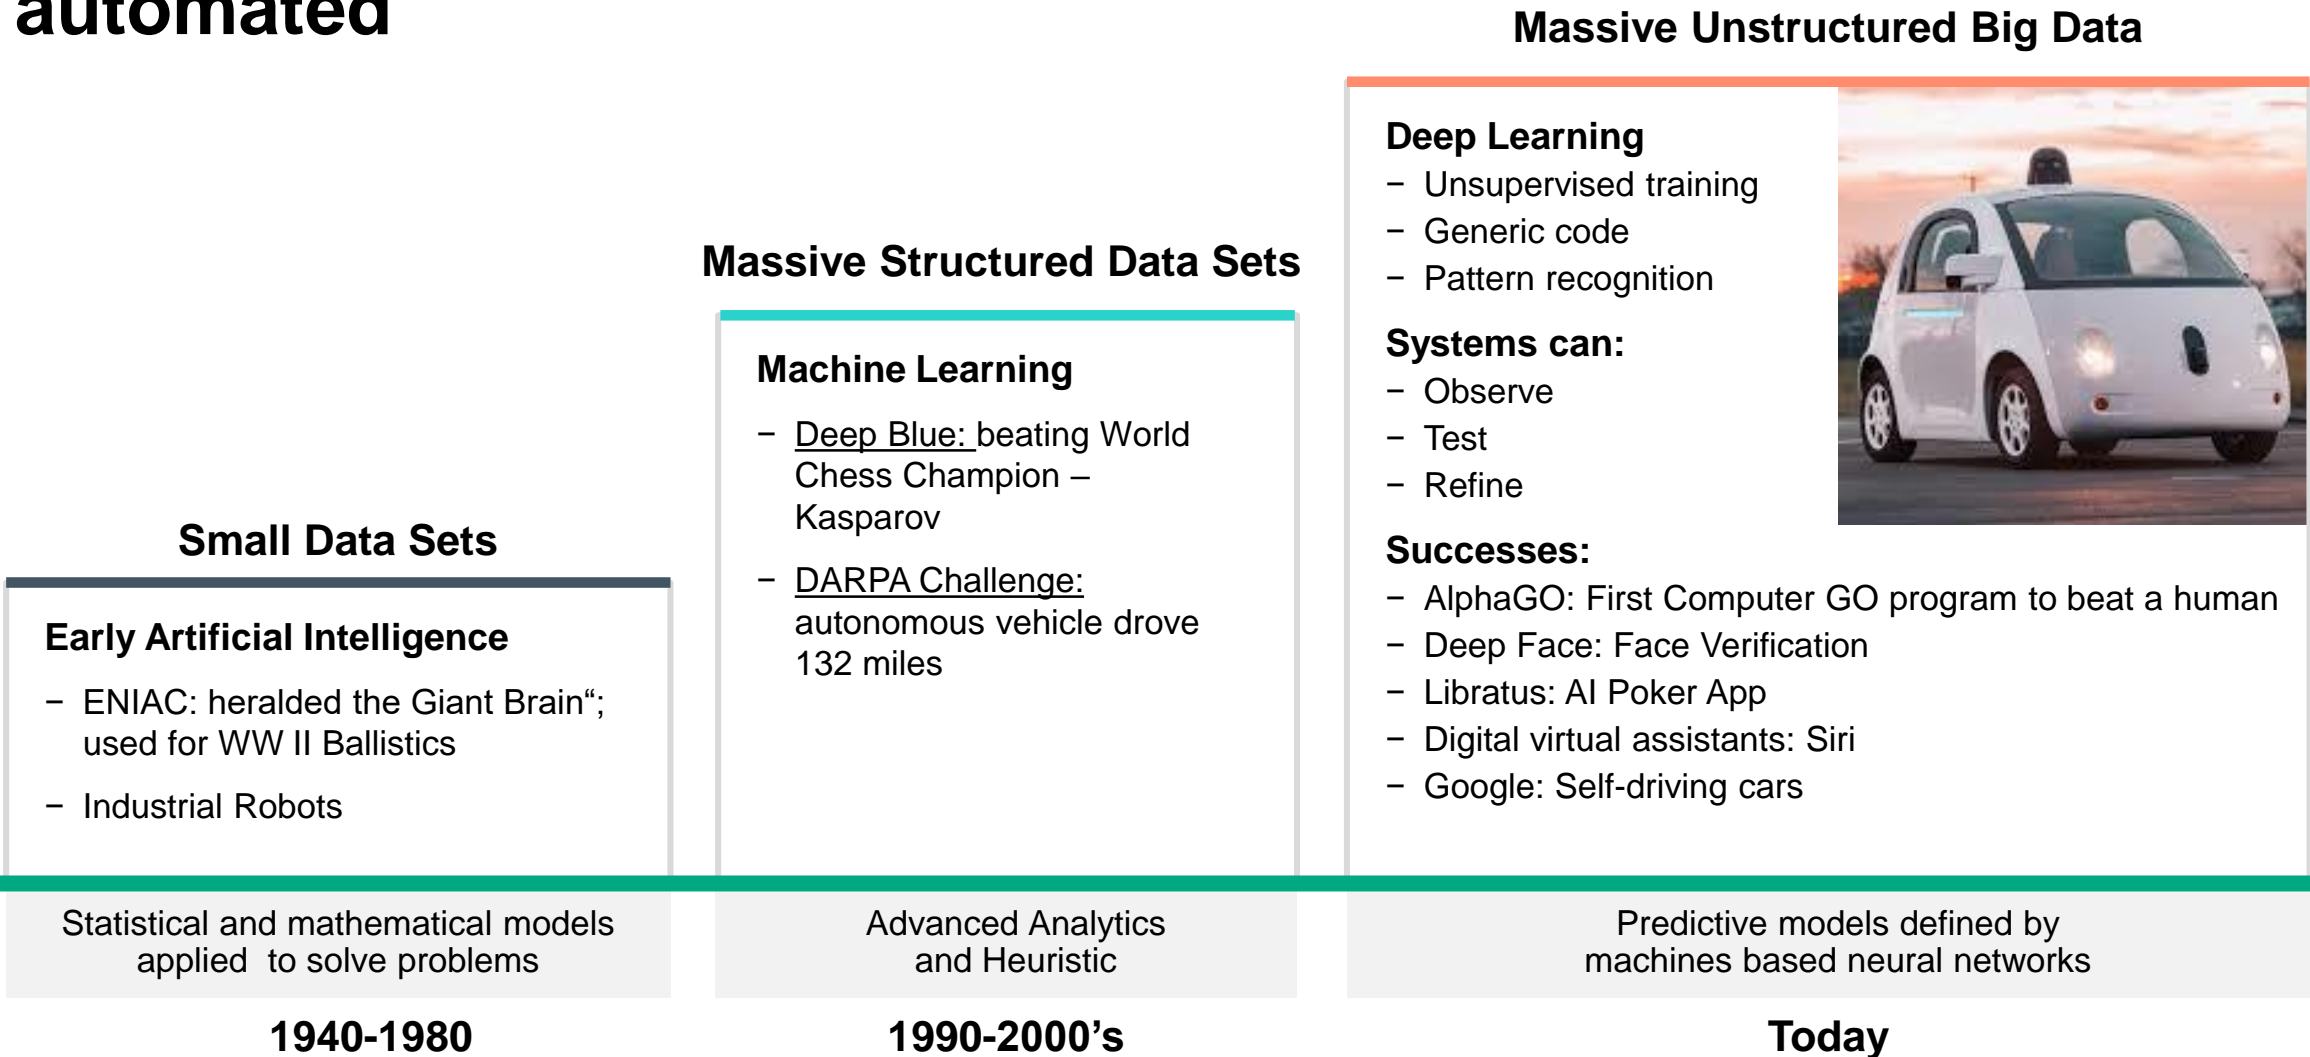 automated
Small Data Sets
Early Artificial Intelligence
− ENIAC: heralded the Giant Brain“;
used for WW II Ballistics
− Industrial Robots
Statistical and mathematical models
applied  to solve problems
1940-1980
Massive Structured Data Sets
Machine Learning
− Deep Blue: beating World
Chess Champion –
Kasparov
− DARPA Challenge:
autonomous vehicle drove
132 miles
Advanced Analytics
and Heuristic
1990-2000’s
Massive Unstructured Big Data
Deep Learning
− Unsupervised training
− Generic code
− Pattern recognition
Systems can:
− Observe
− Test
− Refine
Successes:
− AlphaGO: First Computer GO program to beat a human
− Deep Face: Face Verification
− Libratus: AI Poker App
− Digital virtual assistants: Siri
− Google: Self-driving cars
Predictive models defined by
machines based neural networks
Today